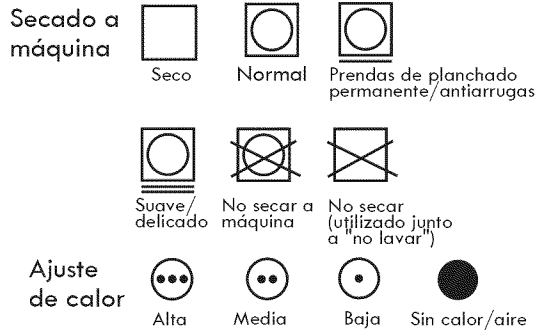 Secado a
máquina
Seco
Normal
Prendas de planchado
permanente/antiarrugas
Suave/
delicado
No secar a
máquina
No secar
(utilizado junto
a "no lavar")
Ajuste
de calor
Alta
Media
Baja
Sin calor/aire